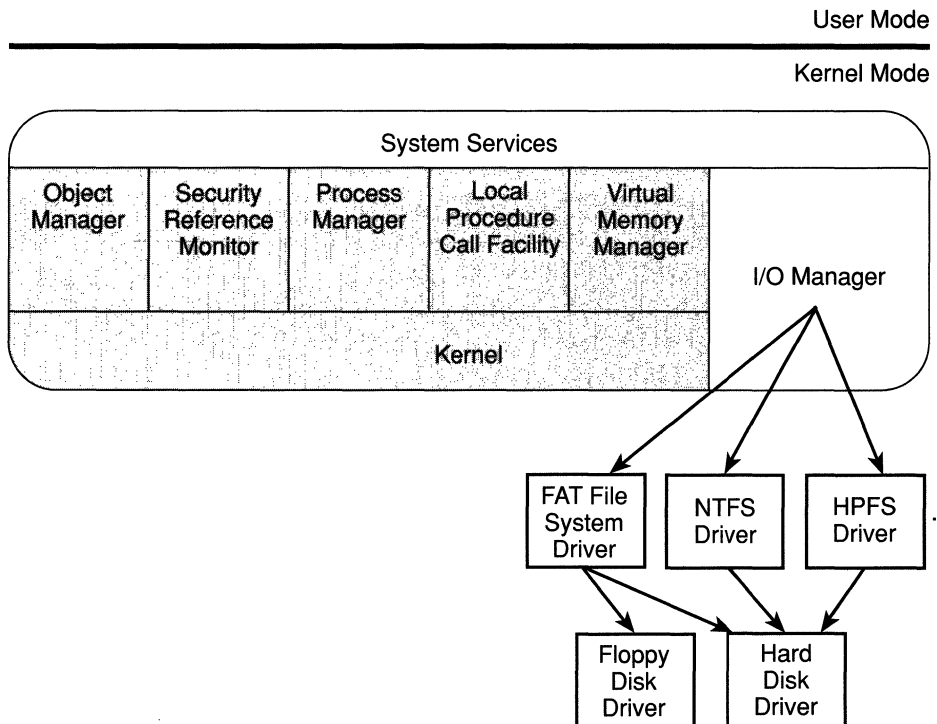 User Mode
Kernel Mode
System Services
Object
Manager
Security
Reference
Monitor
Process
Manager
Local
Procedure
Call Facility
Virtual
Memory
Manager
I/O Manager
Kernel
FAT File
System
Driver
NTFS
Driver
HPFS
Driver
Floppy
Disk
Driver
Hard
Disk
Driver